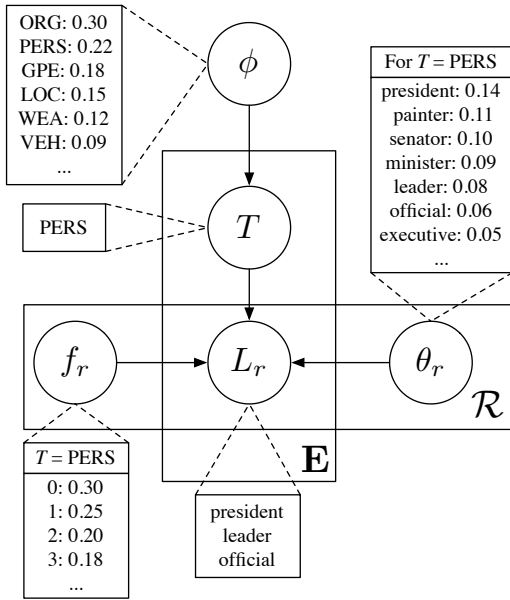 ORG: 0.30
PERS: 0.22
GPE: 0.18
LOC: 0.15
WEA: 0.12
VEH: 0.09
...
ϕ
For T = PERS
president: 0.14
painter: 0.11
senator: 0.10
minister: 0.09
leader: 0.08
official: 0.06
executive: 0.05
...
PERS
T
f_r
L_r
θ_r
R
E
T = PERS
0: 0.30
1: 0.25
2: 0.20
3: 0.18
...
president
leader
official